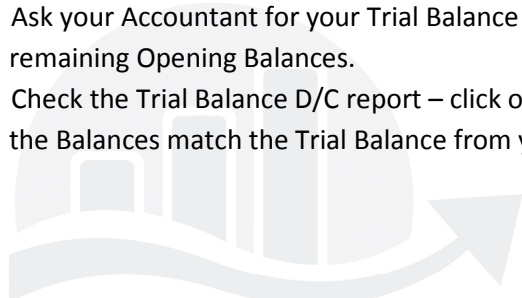 Ask your Accountant for your Trial Balance
remaining Opening Balances.
Check the Trial Balance D/C report – click
the Balances match the Trial Balance from